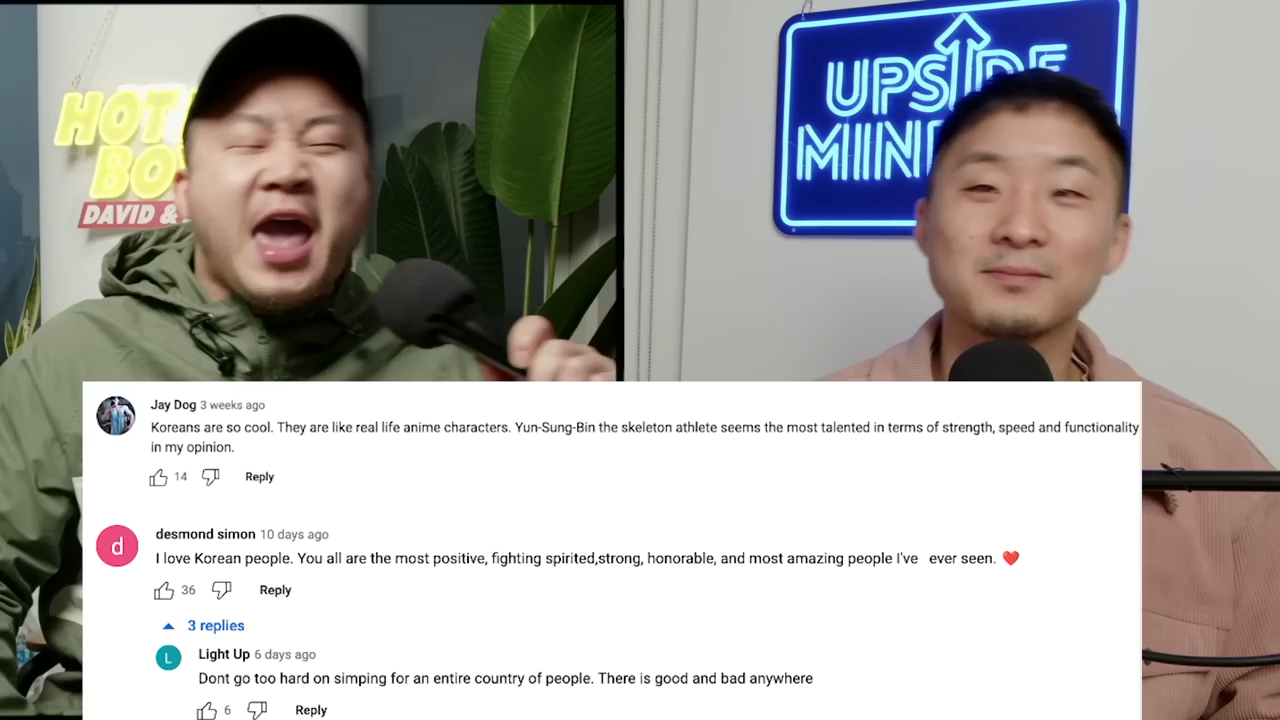 HOT
BO
DAVID &
UPSIDE
MIN
Jay Dog 3 weeks ago
Koreans are so cool. They are like real life anime characters. Yun-Sung-Bin the skeleton athlete seems the most talented in terms of strength, speed and functionality
in my opinion.
14 Reply
d
desmond simon 10 days ago
I love Korean people. You all are the most positive, fighting spirited,strong, honorable, and most amazing people I've ever seen. ❤️
36 Reply
3 replies
L
Light Up 6 days ago
Dont go too hard on simping for an entire country of people. There is good and bad anywhere
6 Reply